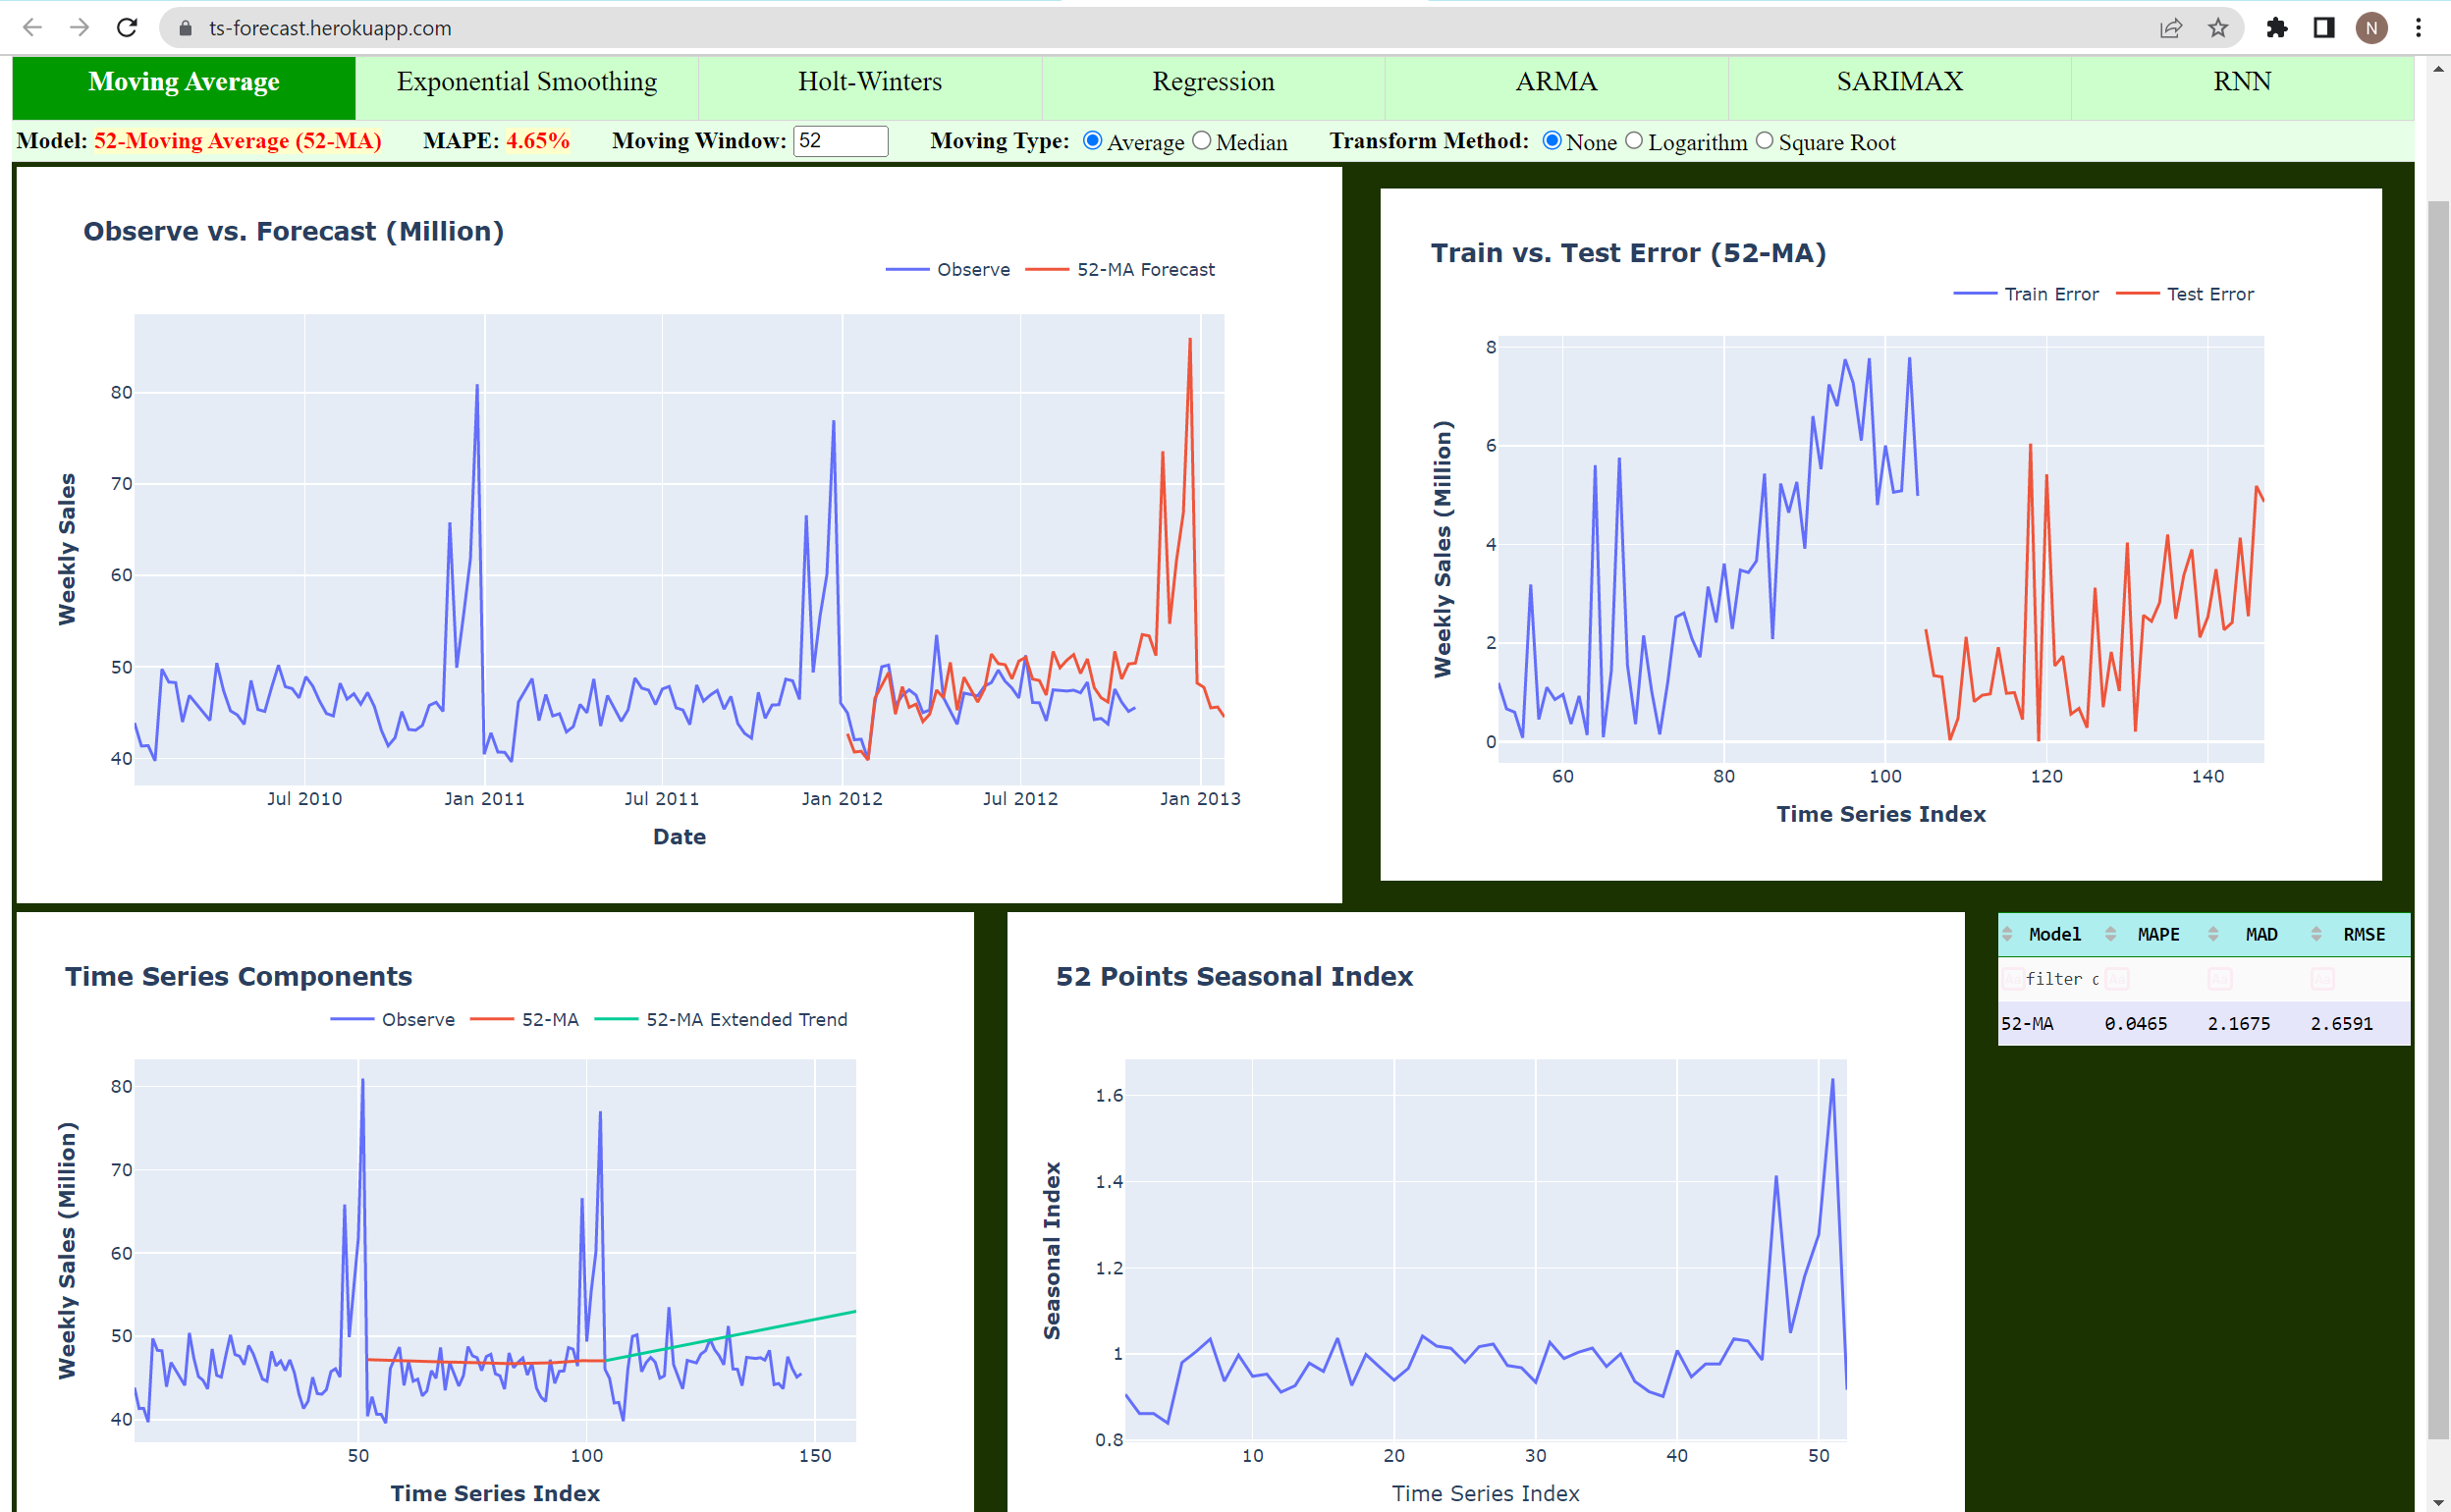 ts-forecast.herokuapp.com
N
Moving Average Exponential Smoothing Holt-Winters Regression ARMA SARIMAX RNN
Model: 52-Moving Average (52-MA) MAPE: 4.65% Moving Window: 52 Moving Type: Average Median Transform Method: None Logarithm Square Root
Observe vs. Forecast (Million)
Observe 52-MA Forecast
80
70
60
50
40
Weekly Sales
Jul 2010 Jan 2011 Jul 2011 Jan 2012 Jul 2012 Jan 2013
Date
Train vs. Test Error (52-MA)
Train Error Test Error
8
6
4
2
0
Weekly Sales (Million)
60 80 100 120 140
Time Series Index
Time Series Components
Observe 52-MA 52-MA Extended Trend
80
70
60
50
40
Weekly Sales (Million)
50 100 150
Time Series Index
52 Points Seasonal Index
1.6
1.4
1.2
1
0.8
Seasonal Index
10 20 30 40 50
Time Series Index
Model MAPE MAD RMSE
Aa filter d Aa Aa Aa
52-MA 0.0465 2.1675 2.6591